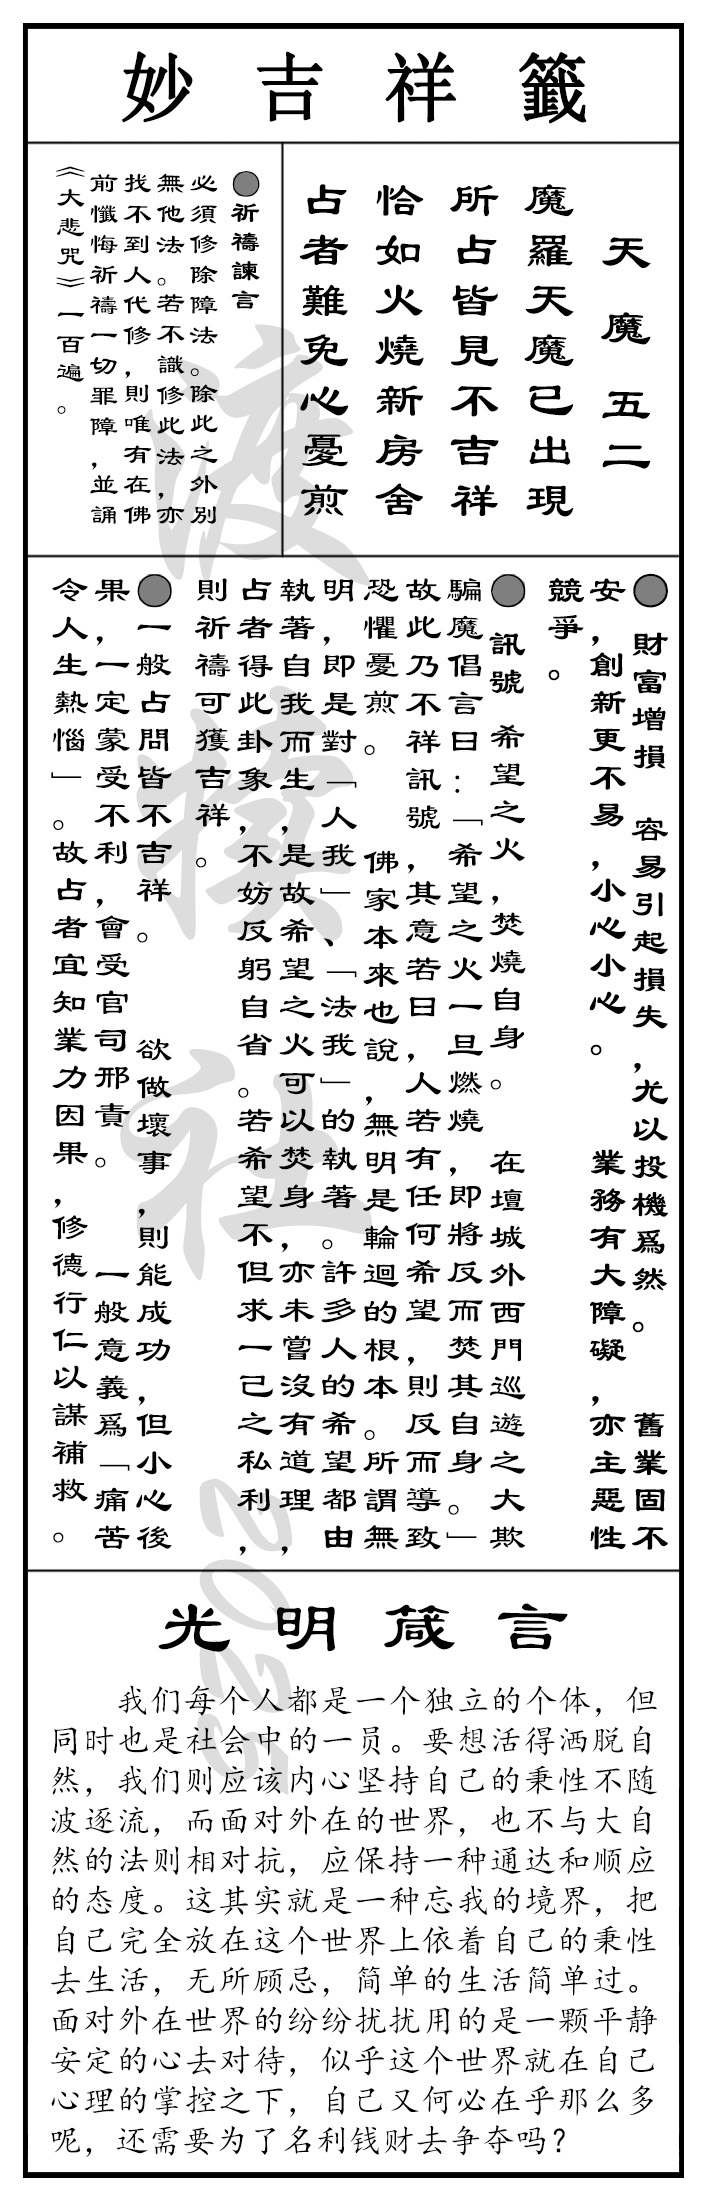 妙吉祥籤
天魔五二
魔羅天魔已出現
所占皆見不吉祥
恰如火燒新房舍
占者難免心憂煎
●祈禱諫言
必須修除障法。除此之外別
無他法。若不識修此法,亦
找不到人代修,則唯有在佛
前懺悔祈禱一切罪障,並誦
《大悲咒》一百遍。
●財富增損 容易引起損失,尤以投機爲然。 舊業固不
安,創新更不易,小心小心。 業務有大障礙,亦主惡性
競爭。
●訊號 希望之火,焚燒自身。 在壇城外西門巡遊之大欺
騙魔倡言曰:「希望之火一旦燃燒,即將反而焚其自身。」
故此乃不祥訊號,其意若曰,人若有任何希望,則反而導致
恐懼憂煎。 佛家本來也說,無明是輪迴的根本。所謂無
明,即是對「人我」、「法我」的執著。許多人的希望都由
執著自我而生,是故希望之火可以焚身,亦未嘗沒有道理,
占者得此卦象,不妨反躬自省。若希望不但求一己之私利,
則祈禱可獲吉祥。
●一般占問皆不吉祥。 欲做壞事,則能成功,但小心後
果,一定蒙受不利,會受官司邪責。 一般意義爲「痛苦
令人生熱惱」。故占者宜知業力因果,修德行仁以謀補救。
光明箴言
我们每个人都是一个独立的个体，但
同时也是社会中的一员。要想活得洒脱自
然，我们则应该内心坚持自己的秉性不随
波逐流，而面对外在的世界，也不与大自
然的法则相对抗，应保持一种通达和顺应
的态度。这其实就是一种忘我的境界，把
自己完全放在这个世界上依着自己的秉性
去生活，无所顾忌，简单的生活简单过。
面对外在世界的纷纷扰扰用的是一颗平静
安定的心去对待，似乎这个世界就在自己
心理的掌控之下，自己又何必在乎那么多
呢，还需要为了名利钱财去争夺吗？
渡犊社 2025